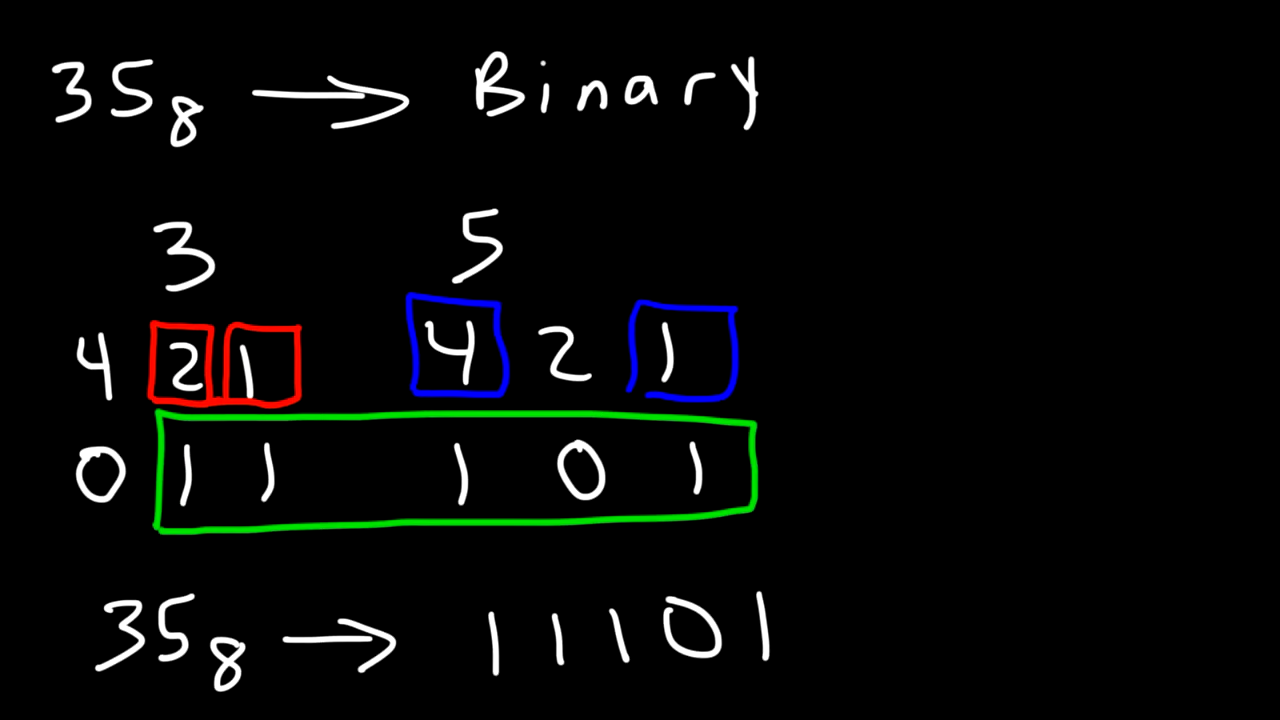 35₈ → Binary
3 5
4 2 1 4 2 1
0 1 1 1 0 1
35₈ → 11101